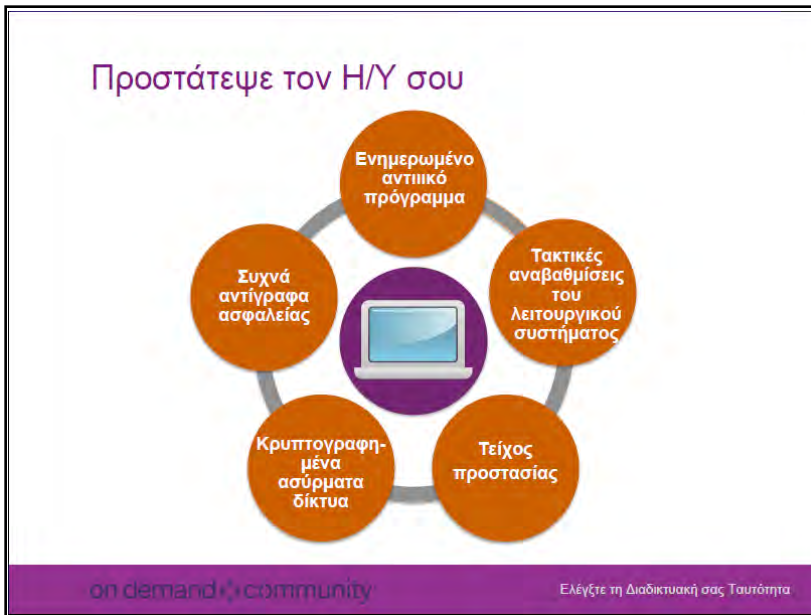 Προστάτεψε τον Η/Υ σου
Ενημερωμένο
αντιιικό
πρόγραμμα
Τακτικές
αναβαθμίσεις
του
λειτουργικού
συστήματος
Τείχος
προστασίας
Κρυπτογραφη-
μένα
ασύρματα
δίκτυα
Συχνά
αντίγραφα
ασφαλείας
on demand community
Ελέγξτε τη Διαδικτυακή σας Ταυτότητα